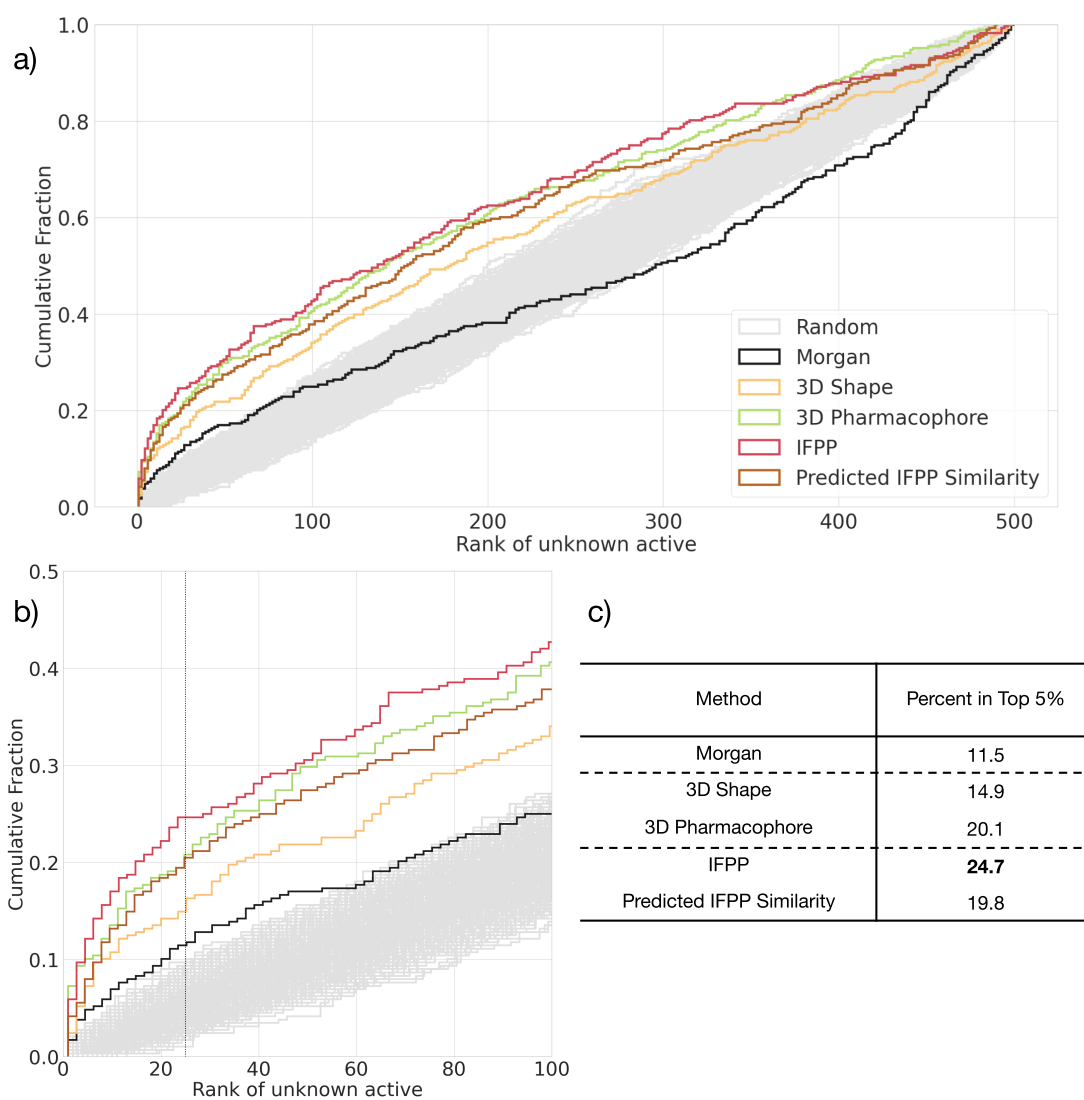 a)
1.0
0.8
0.6
0.4
0.2
0.0
Cumulative Fraction
Random
Morgan
3D Shape
3D Pharmacophore
IFPP
Predicted IFPP Similarity
0 100 200 300 400 500
Rank of unknown active
b)
0.5
0.4
0.3
0.2
0.1
0.0
Cumulative Fraction
0 20 40 60 80 100
Rank of unknown active
c)
Method Percent in Top 5%
Morgan 11.5
3D Shape 14.9
3D Pharmacophore 20.1
IFPP 24.7
Predicted IFPP Similarity 19.8